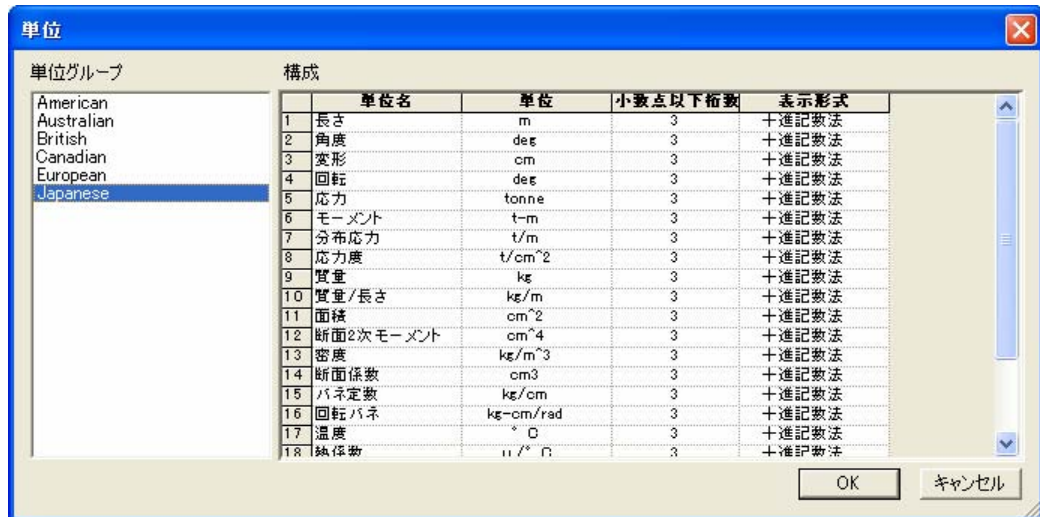 単位
単位グループ
American
Australian
British
Canadian
European
Japanese
構成
単位名 単位 小数点以下桁数 表示形式
1 長さ m 3 十進記数法
2 角度 deg 3 十進記数法
3 変形 cm 3 十進記数法
4 回転 deg 3 十進記数法
5 応力 tonne 3 十進記数法
6 モーメント t-m 3 十進記数法
7 分布応力 t/m 3 十進記数法
8 応力度 t/cm^2 3 十進記数法
9 質量 kg 3 十進記数法
10 質量/長さ kg/m 3 十進記数法
11 面積 cm^2 3 十進記数法
12 断面2次モーメント cm^4 3 十進記数法
13 密度 kg/m^3 3 十進記数法
14 断面係数 cm3 3 十進記数法
15 バネ定数 kg/cm 3 十進記数法
16 回転バネ kg-cm/rad 3 十進記数法
17 温度 ° C 3 十進記数法
18 熱係数 μ/° C 3 十進記数法
OK キャンセル